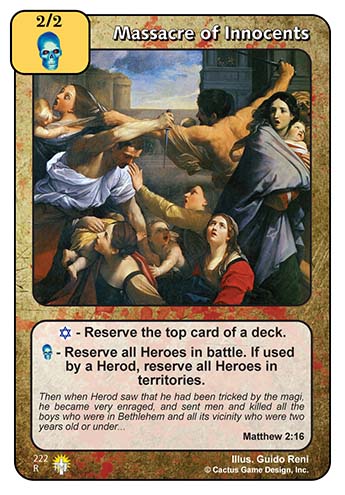 2/2
Massacre of Innocents
- Reserve the top card of a deck.
- Reserve all Heroes in battle. If used
by a Herod, reserve all Heroes in
territories.
Then when Herod saw that he had been tricked by the magi,
he became very enraged, and sent men and killed all the
boys who were in Bethlehem and all its vicinity who were two
years old or under...
Matthew 2:16
222
R
Illus. Guido Reni
© Cactus Game Design, Inc.